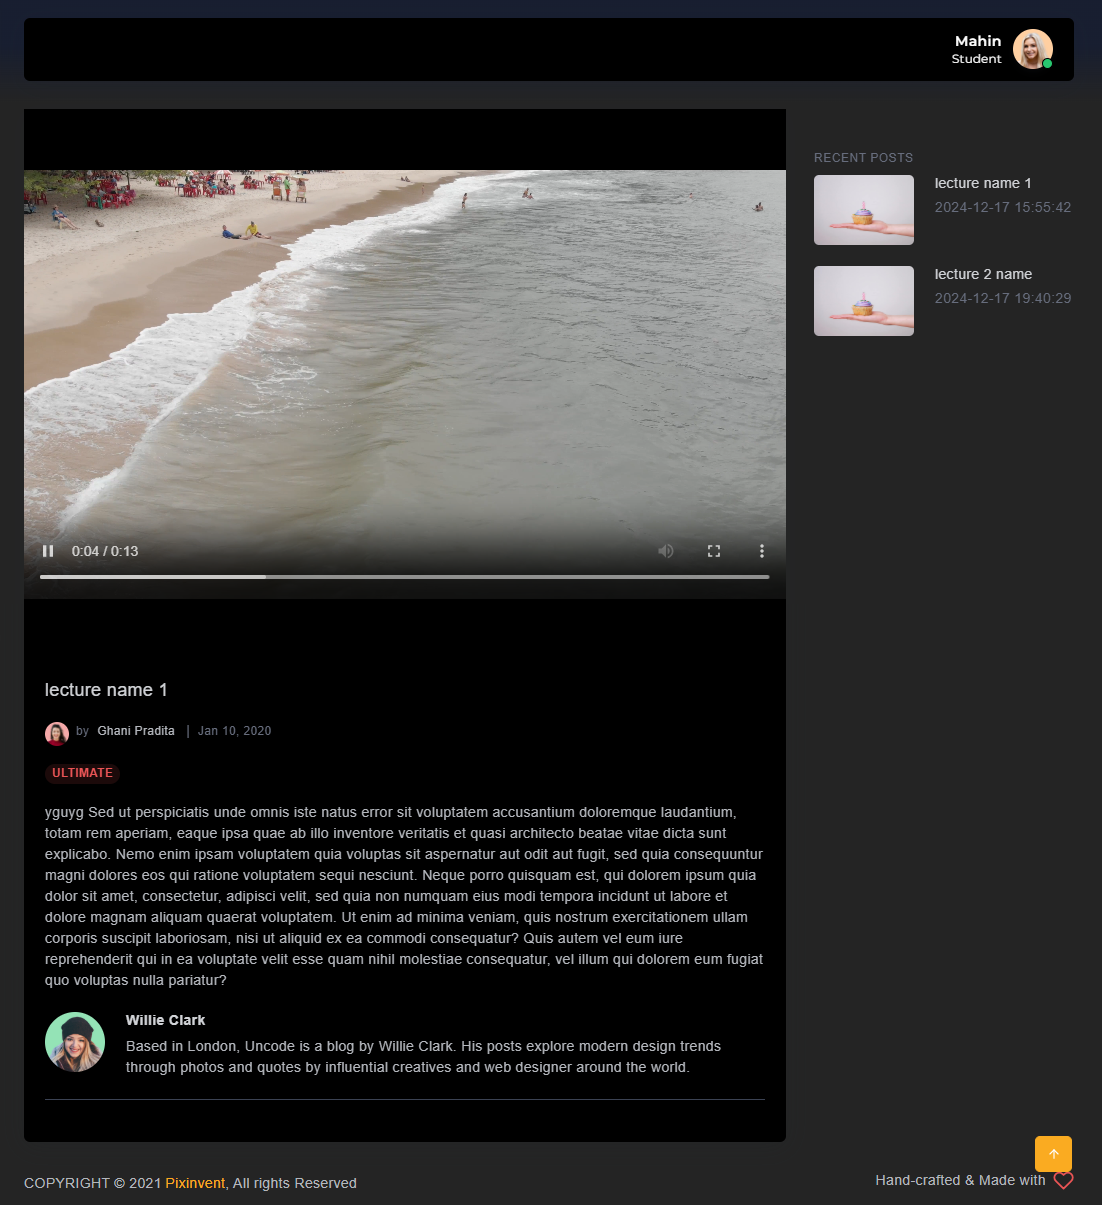 Mahin
Student
0:04 / 0:13
RECENT POSTS
lecture name 1
2024-12-17 15:55:42
lecture 2 name
2024-12-17 19:40:29
lecture name 1
by Ghani Pradita | Jan 10, 2020
ULTIMATE
yguyg Sed ut perspiciatis unde omnis iste natus error sit voluptatem accusantium doloremque laudantium,
totam rem aperiam, eaque ipsa quae ab illo inventore veritatis et quasi architecto beatae vitae dicta sunt
explicabo. Nemo enim ipsam voluptatem quia voluptas sit aspernatur aut odit aut fugit, sed quia consequuntur
magni dolores eos qui ratione voluptatem sequi nesciunt. Neque porro quisquam est, qui dolorem ipsum quia
dolor sit amet, consectetur, adipisci velit, sed quia non numquam eius modi tempora incidunt ut labore et
dolore magnam aliquam quaerat voluptatem. Ut enim ad minima veniam, quis nostrum exercitationem ullam
corporis suscipit laboriosam, nisi ut aliquid ex ea commodi consequatur? Quis autem vel eum iure
reprehenderit qui in ea voluptate velit esse quam nihil molestiae consequatur, vel illum qui dolorem eum fugiat
quo voluptas nulla pariatur?
Willie Clark
Based in London, Uncode is a blog by Willie Clark. His posts explore modern design trends
through photos and quotes by influential creatives and web designer around the world.
COPYRIGHT © 2021 Pixinvent, All rights Reserved
Hand-crafted & Made with